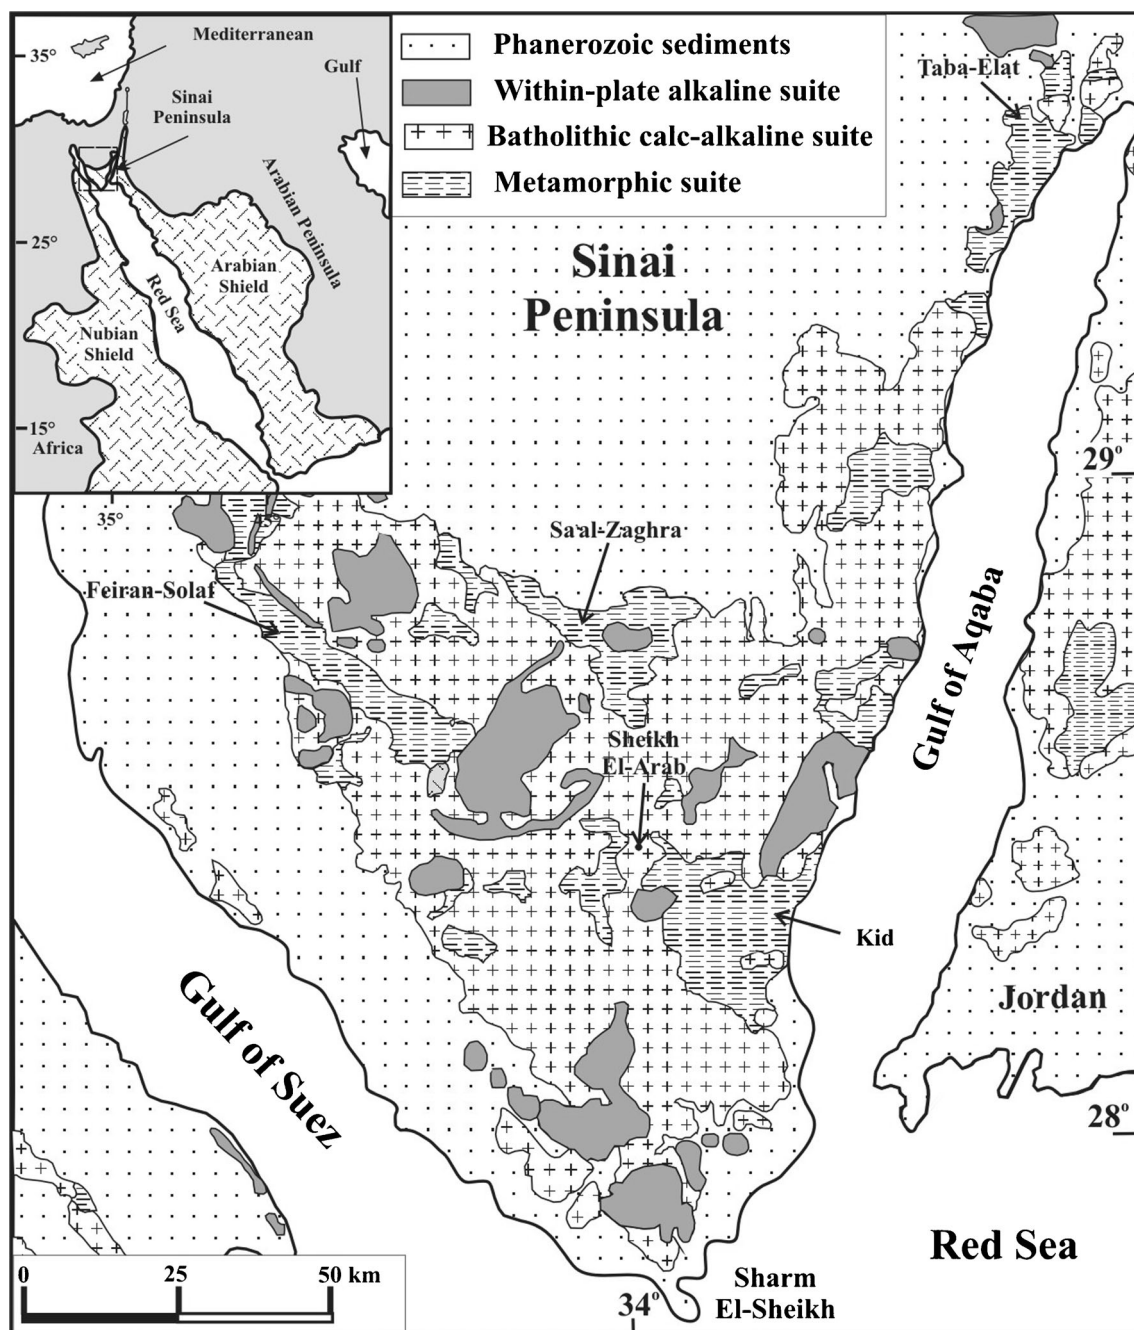 Mediterranean
35°
Gulf
Sinai
Peninsula
Arabian Peninsula
25°
Arabian
Shield
Red Sea
Nubian
Shield
15°
Africa
35°
45°
Phanerozoic sediments
Within-plate alkaline suite
Batholithic calc-alkaline suite
Metamorphic suite
Taba-Elat
Sinai
Peninsula
29°
Sa'al-Zaghra
Feiran-Solaf
Gulf of Aqaba
Sheikh
El-Arab
Kid
Jordan
Gulf of Suez
28°
Red Sea
0 25 50 km
Sharm
El-Sheikh
34°